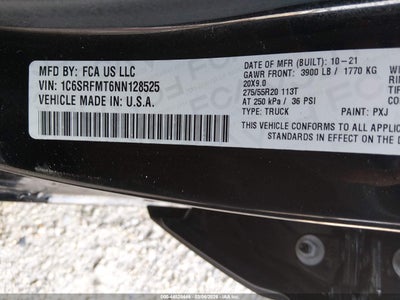 MFD BY: FCA US LLC
VIN: 1C6SRFMT6NN128525
VEHICLE MADE IN U.S.A.
DATE OF MFR (BUILT): 10-21
GAWR FRONT: 3900 LB / 1770 KG
20X9.0
275/55R20 113T
AT 250 kPa / 36 PSI
TYPE: TRUCK PAINT: PXJ
THIS VEHICLE CONFORMS TO ALL APPLICABLE
STANDARDS IN EFFECT ON THE D